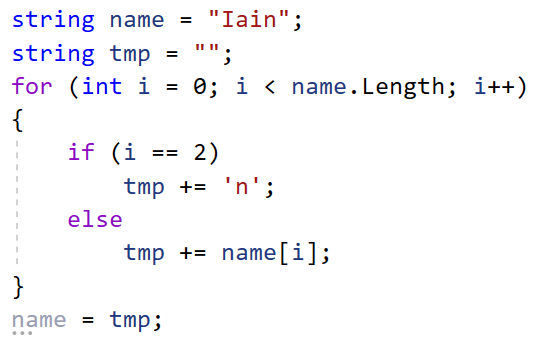 string name = "Iain";
string tmp = "";
for (int i = 0; i < name.Length; i++)
{
    if (i == 2)
        tmp += 'n';
    else
        tmp += name[i];
}
name = tmp;